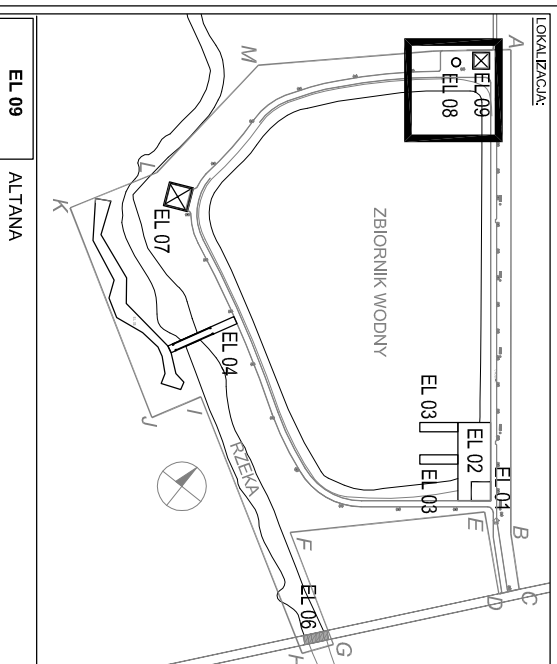 LOKALIZACJA:
A
M
EL 09
EL 08
L
K
EL 07
ZBIORNIK WODNY
EL 04
EL 03
EL 03
EL 02
EL 01
J
I
RZEKA
B
C
D
E
F
EL 06
G
H
EL 09
ALTANA